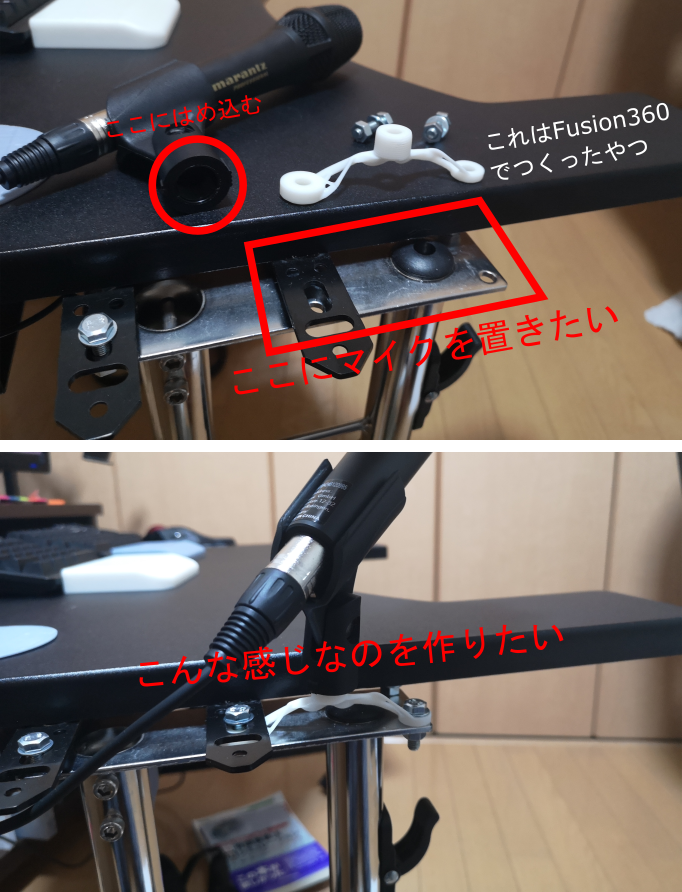 marantz
PROFESSIONAL
ここにはめ込む
これはFusion360
でつくったやつ
ここにマイクを置きたい
こんな感じなのを作りたい